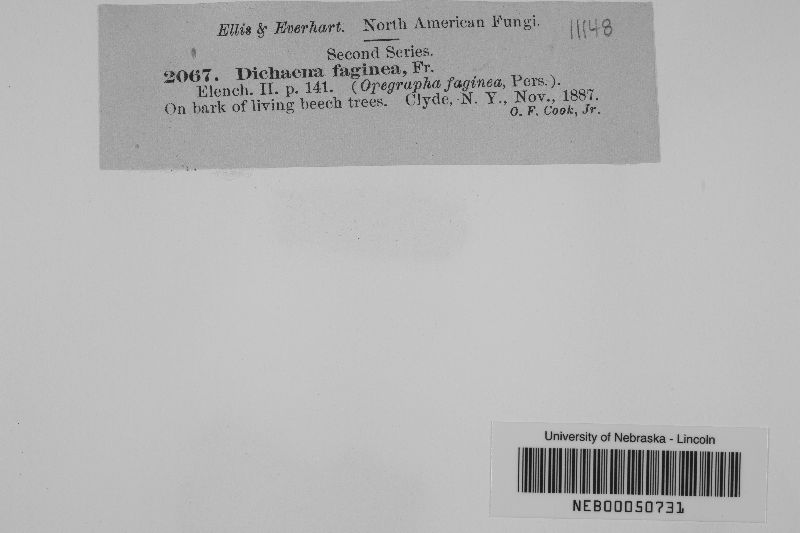 Ellis & Everhart. North American Fungi. 11148
Second Series.
2067. Dichaena faginea, Fr.
Elench. II. p. 141. (Opegrapha faginea, Pers.).
On bark of living beech trees. Clyde, N. Y., Nov., 1887.
O. F. Cook, Jr.
University of Nebraska - Lincoln
NEB00050731